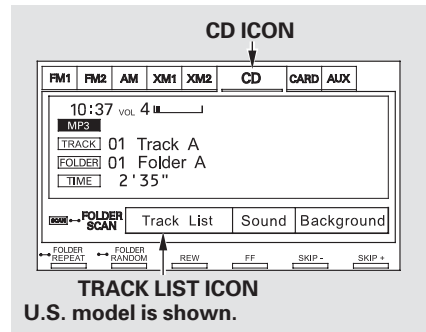 CD ICON
FM1 FM2 AM XM1 XM2 CD CARD AUX
10:37 VOL 4
MP3
TRACK 01 Track A
FOLDER 01 Folder A
TIME 2'35"
SCAN FOLDER SCAN Track List Sound Background
FOLDER REPEAT FOLDER RANDOM REW FF SKIP - SKIP +
TRACK LIST ICON
U.S. model is shown.